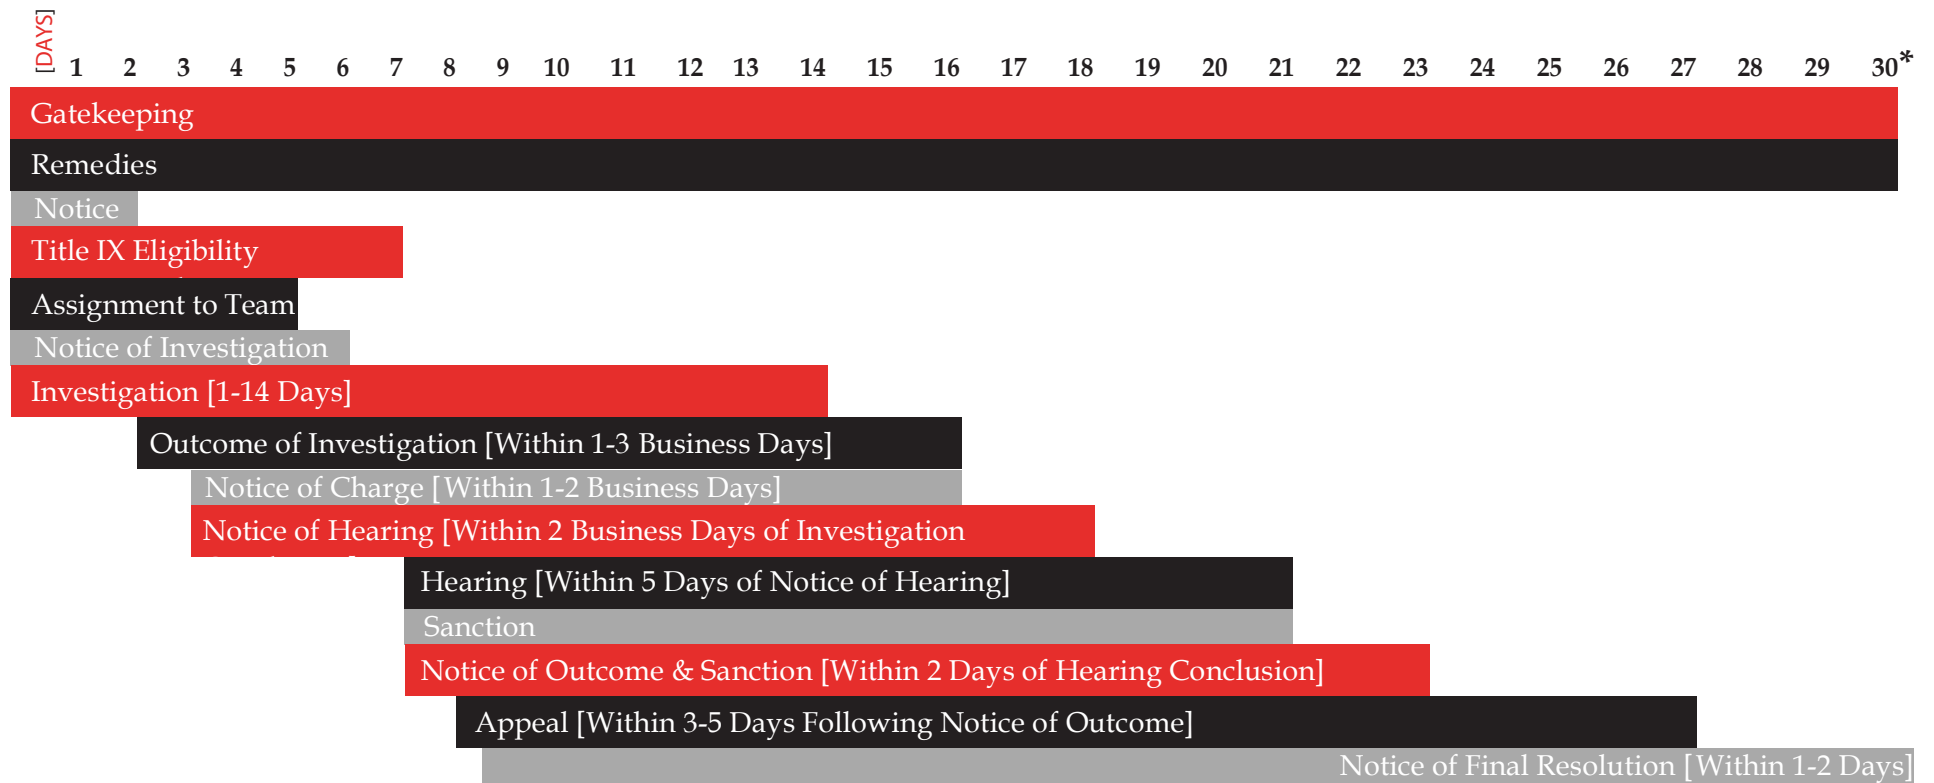 [DAYS]
1 2 3 4 5 6 7 8 9 10 11 12 13 14 15 16 17 18 19 20 21 22 23 24 25 26 27 28 29 30*
Gatekeeping
Remedies
Notice
Title IX Eligibility
Assignment to Team
Notice of Investigation
Investigation [1-14 Days]
Outcome of Investigation [Within 1-3 Business Days]
Notice of Charge [Within 1-2 Business Days]
Notice of Hearing [Within 2 Business Days of Investigation
Hearing [Within 5 Days of Notice of Hearing]
Sanction
Notice of Outcome & Sanction [Within 2 Days of Hearing Conclusion]
Appeal [Within 3-5 Days Following Notice of Outcome]
Notice of Final Resolution [Within 1-2 Days]